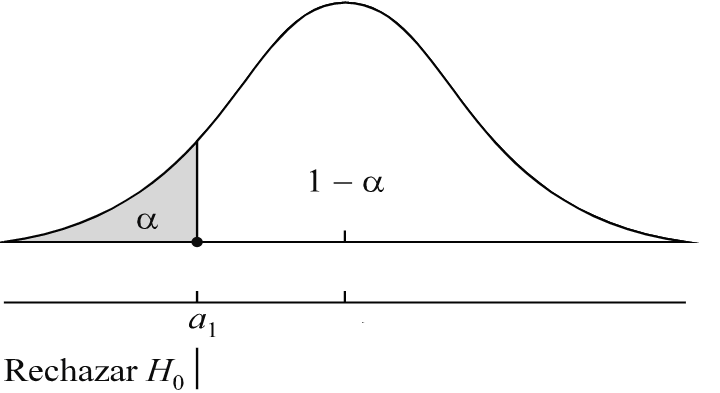 1 − α
α
a₁
Rechazar H₀